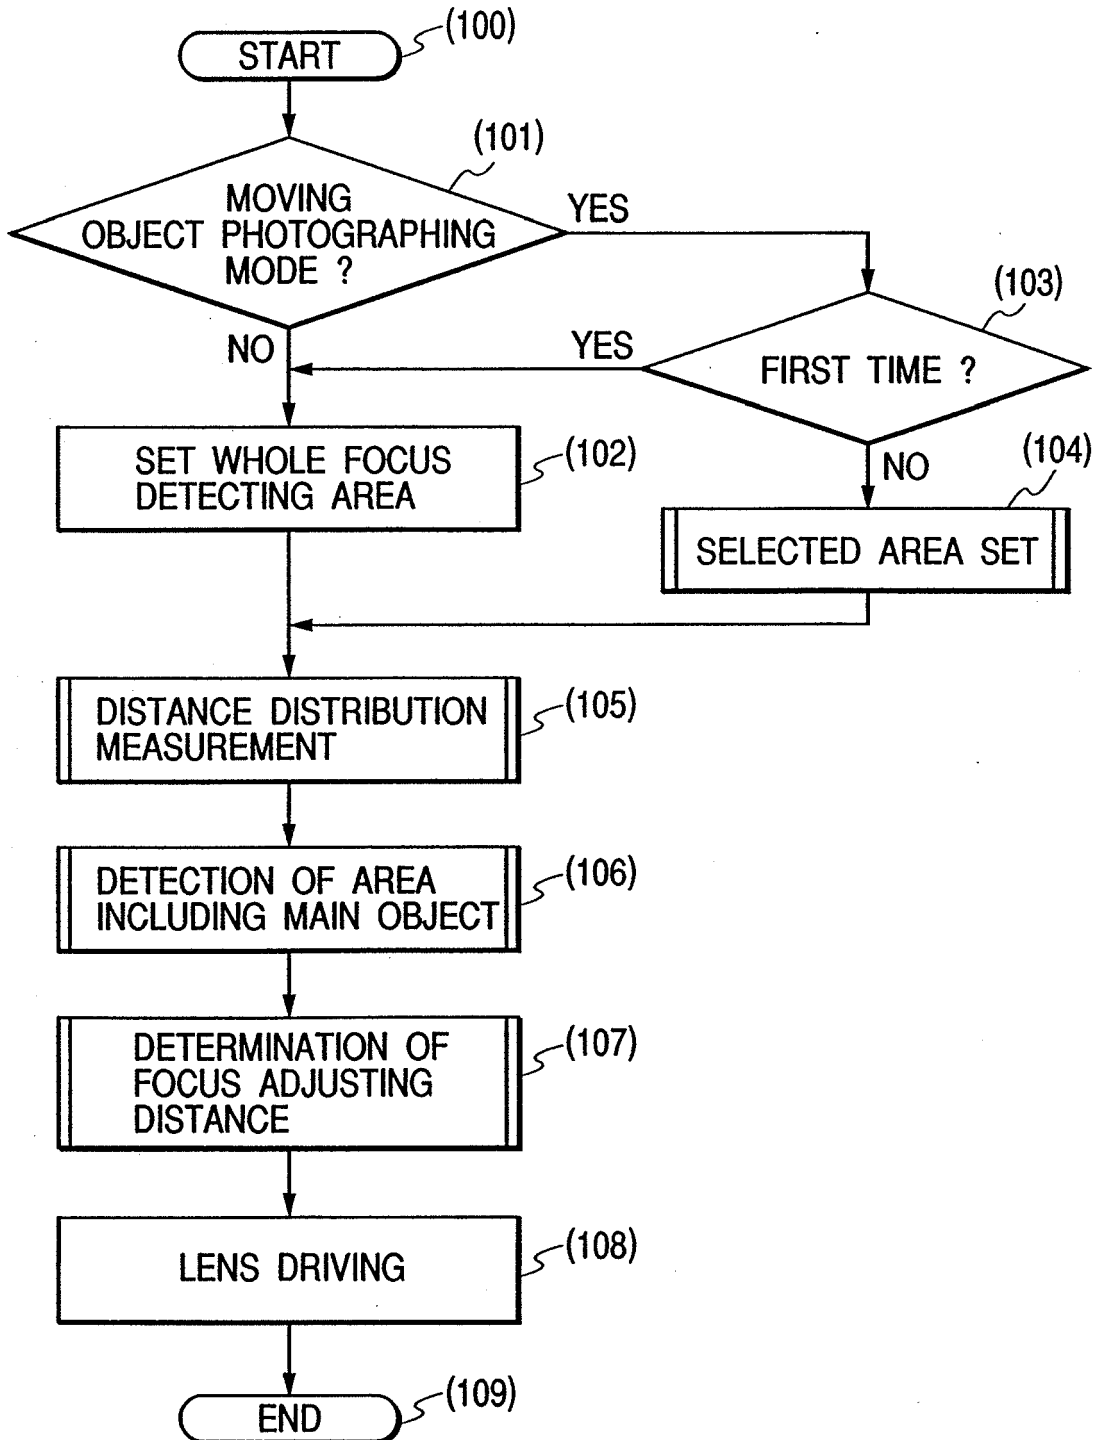 START
(100)
(101)
MOVING
OBJECT PHOTOGRAPHING
MODE ?
YES
NO
(103)
FIRST TIME ?
YES
NO
SET WHOLE FOCUS
DETECTING AREA
(102)
(104)
SELECTED AREA SET
DISTANCE DISTRIBUTION
MEASUREMENT
(105)
DETECTION OF AREA
INCLUDING MAIN OBJECT
(106)
DETERMINATION OF
FOCUS ADJUSTING
DISTANCE
(107)
LENS DRIVING
(108)
END
(109)